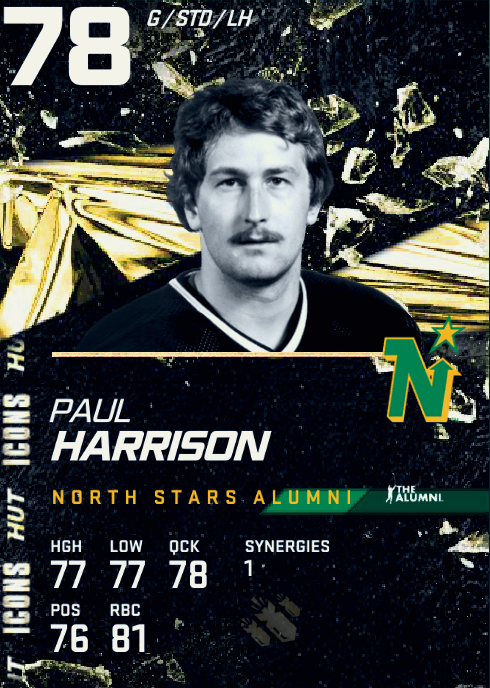 78
G/STD/LH
HUT
ICONS
HUT
ICONS
PAUL
HARRISON
N
NORTH STARS ALUMNI
THE ALUMNI.
HGH LOW QCK SYNERGIES
77 77 78 1
POS RBC
76 81